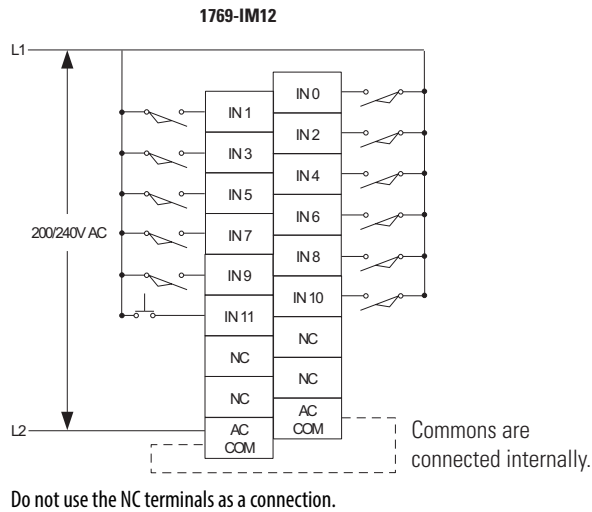 1769-IM12
L1
IN 0
IN 1
IN 2
IN 3
IN 4
IN 5
IN 6
200/240V AC
IN 7
IN 8
IN 9
IN 10
IN 11
NC
NC
NC
NC
AC
COM
L2
AC
COM
Commons are
connected internally.
Do not use the NC terminals as a connection.